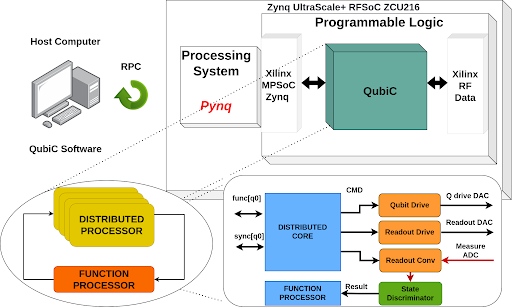 Zynq UltraScale+ RFSoC ZCU216
Programmable Logic
Host Computer
RPC
QubiC Software
Processing
System
Pynq
Xilinx
MPSoC
Zynq
QubiC
Xilinx
RF
Data
DISTRIBUTED
PROCESSOR
FUNCTION
PROCESSOR
func[q0]
sync[q0]
DISTRIBUTED
CORE
CMD
Qubit Drive
Q drive DAC
Readout Drive
Readout DAC
Readout Conv
Measure
ADC
FUNCTION
PROCESSOR
Result
State
Discriminator